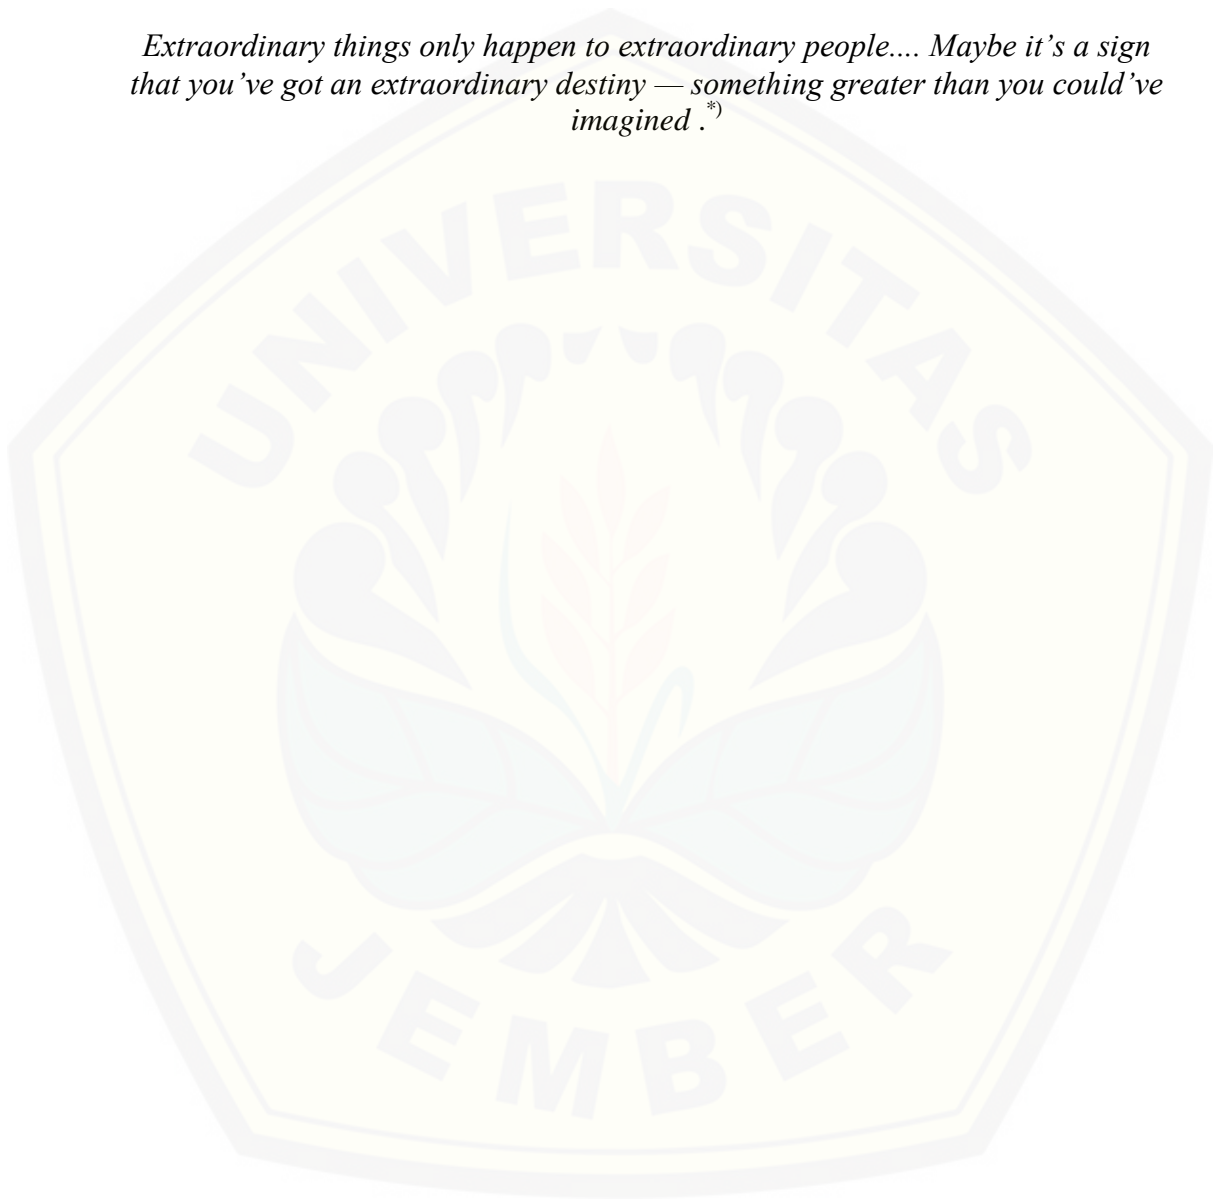 Extraordinary things only happen to extraordinary people.... Maybe it’s a sign
that you’ve got an extraordinary destiny — something greater than you could’ve
imagined .*)
UNIVERSITAS
JEMBER